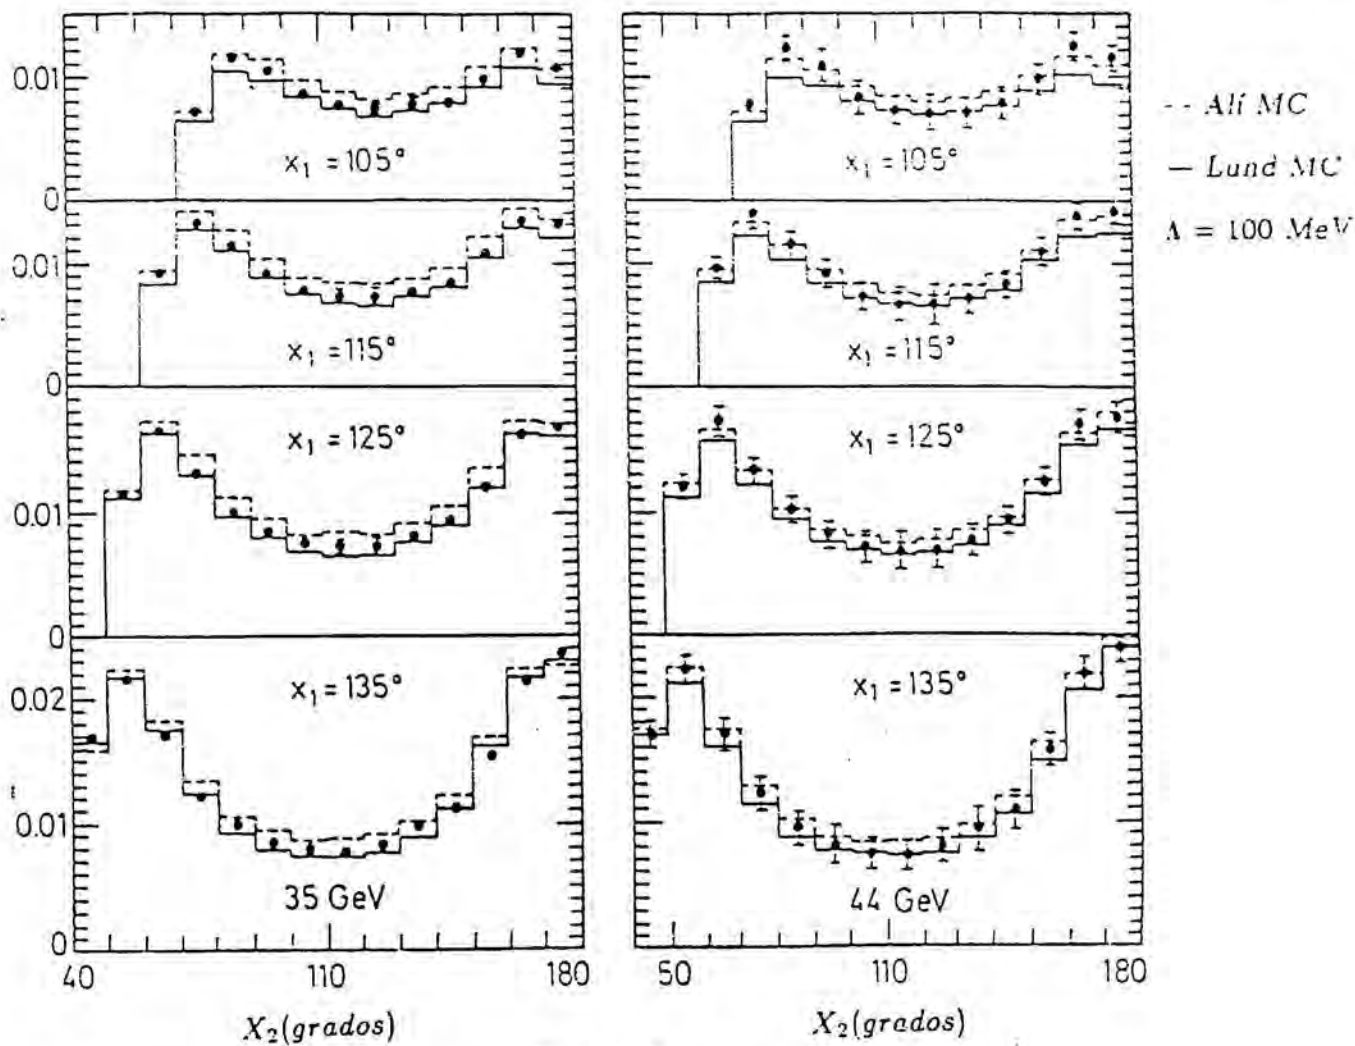 0.01
0
x₁ = 105°
x₁ = 105°
-- Ali MC
— Lund MC
Λ = 100 MeV
0.01
0
x₁ = 115°
x₁ = 115°
0.01
0
x₁ = 125°
x₁ = 125°
0.02
0.01
0
x₁ = 135°
x₁ = 135°
35 GeV
44 GeV
40 110 180
50 110 180
X₂(grados)
X₂(grados)